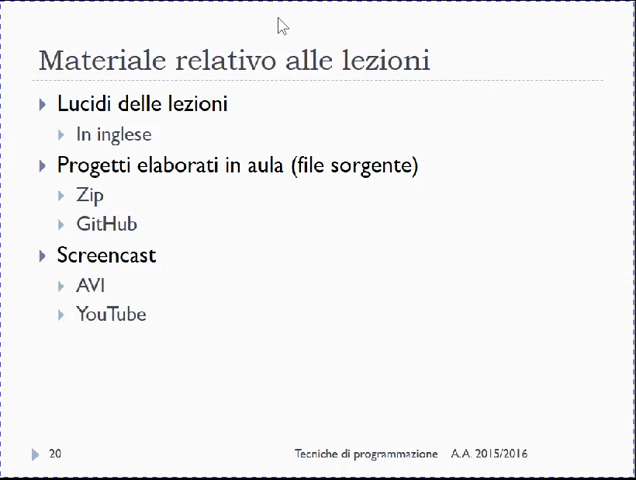 Materiale relativo alle lezioni
Lucidi delle lezioni
In inglese
Progetti elaborati in aula (file sorgente)
Zip
GitHub
Screencast
AVI
YouTube
20 Tecniche di programmazione A.A. 2015/2016